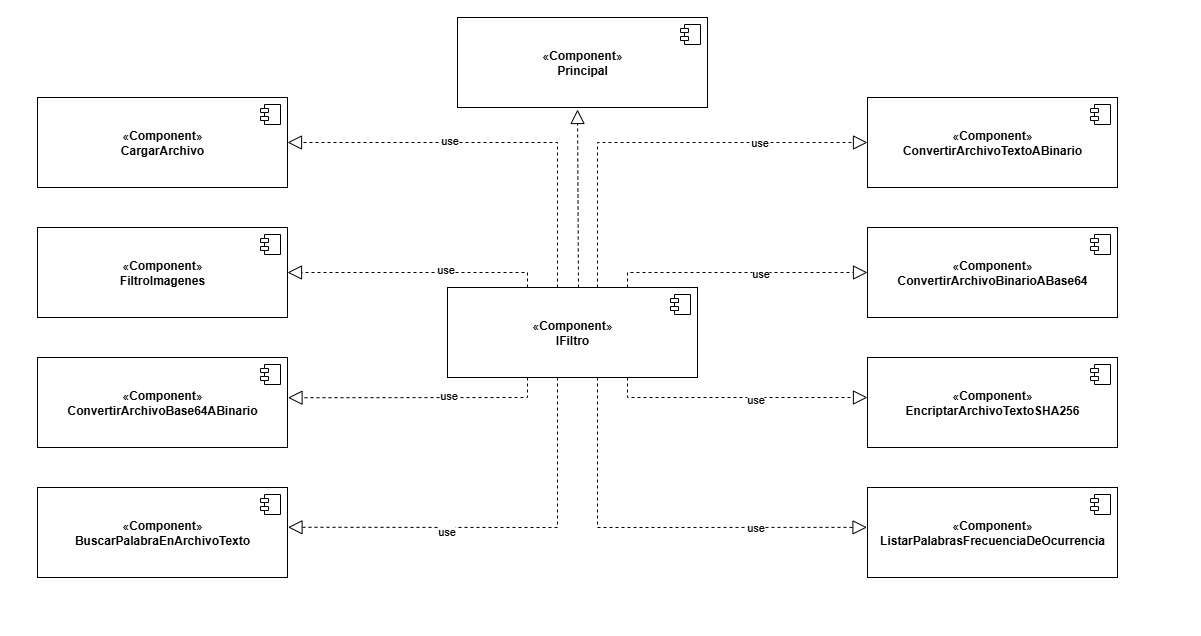 «Component»
Principal
«Component»
CargarArchivo
use
use
«Component»
ConvertirArchivoTextoABinario
«Component»
FiltroImagenes
use
use
«Component»
ConvertirArchivoBinarioABase64
«Component»
IFiltro
«Component»
ConvertirArchivoBase64ABinario
use
use
«Component»
EncriptarArchivoTextoSHA256
«Component»
BuscarPalabraEnArchivoTexto
use
use
«Component»
ListarPalabrasFrecuenciaDeOcurrencia